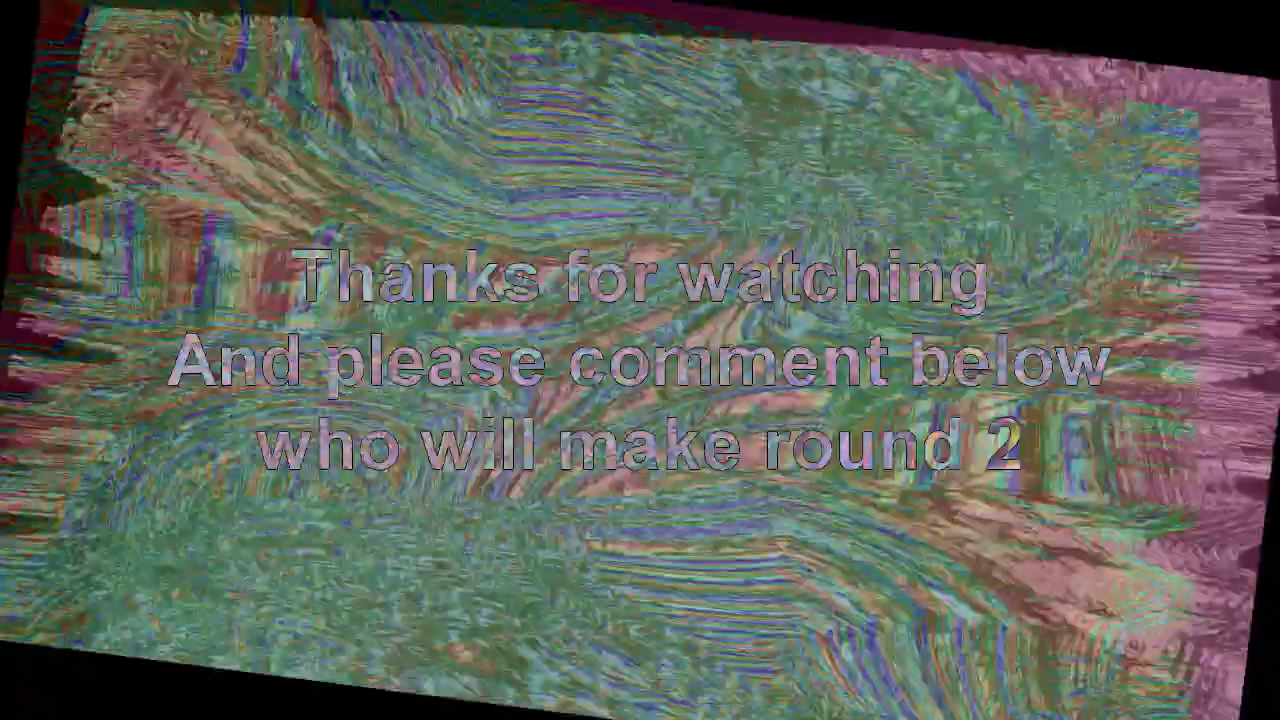 Thanks for watching
And please comment below
who will make round 2